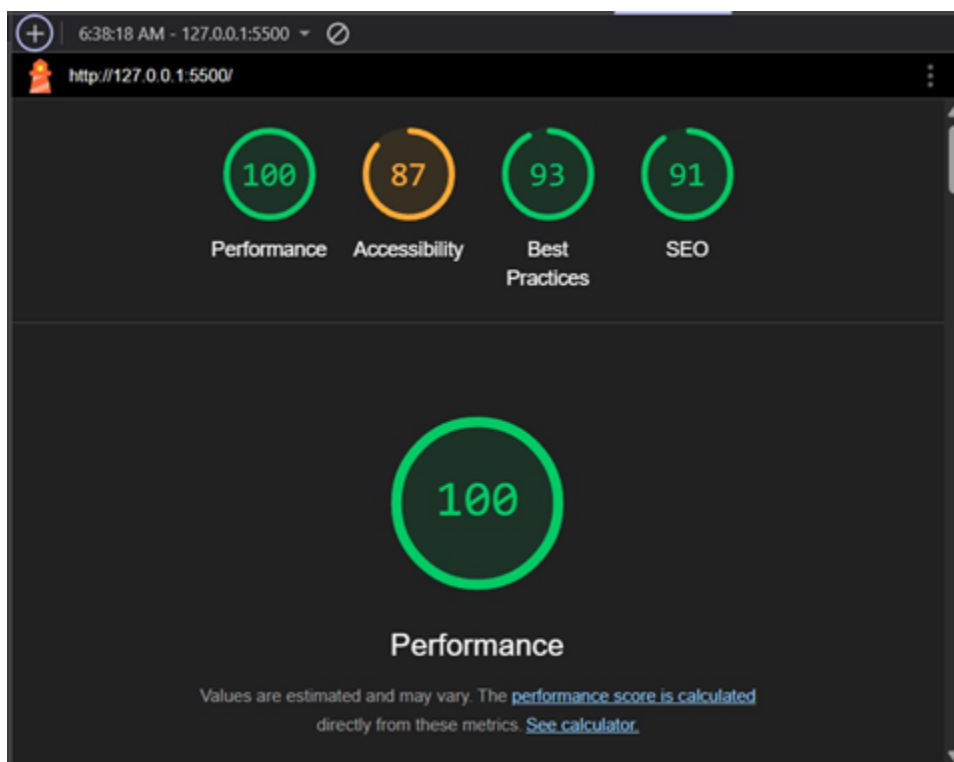 6:38:18 AM - 127.0.0.1:5500
http://127.0.0.1:5500/
100
87
93
91
Performance
Accessibility
Best
Practices
SEO
100
Performance
Values are estimated and may vary. The performance score is calculated
directly from these metrics. See calculator.